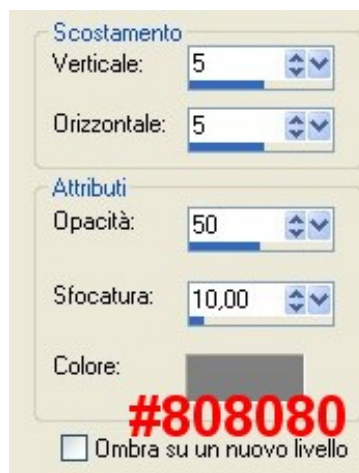 Scostamento
Verticale: 5
Orizzontale: 5
Attributi
Opacità: 50
Sfocatura: 10,00
Colore:
#808080
Ombra su un nuovo livello